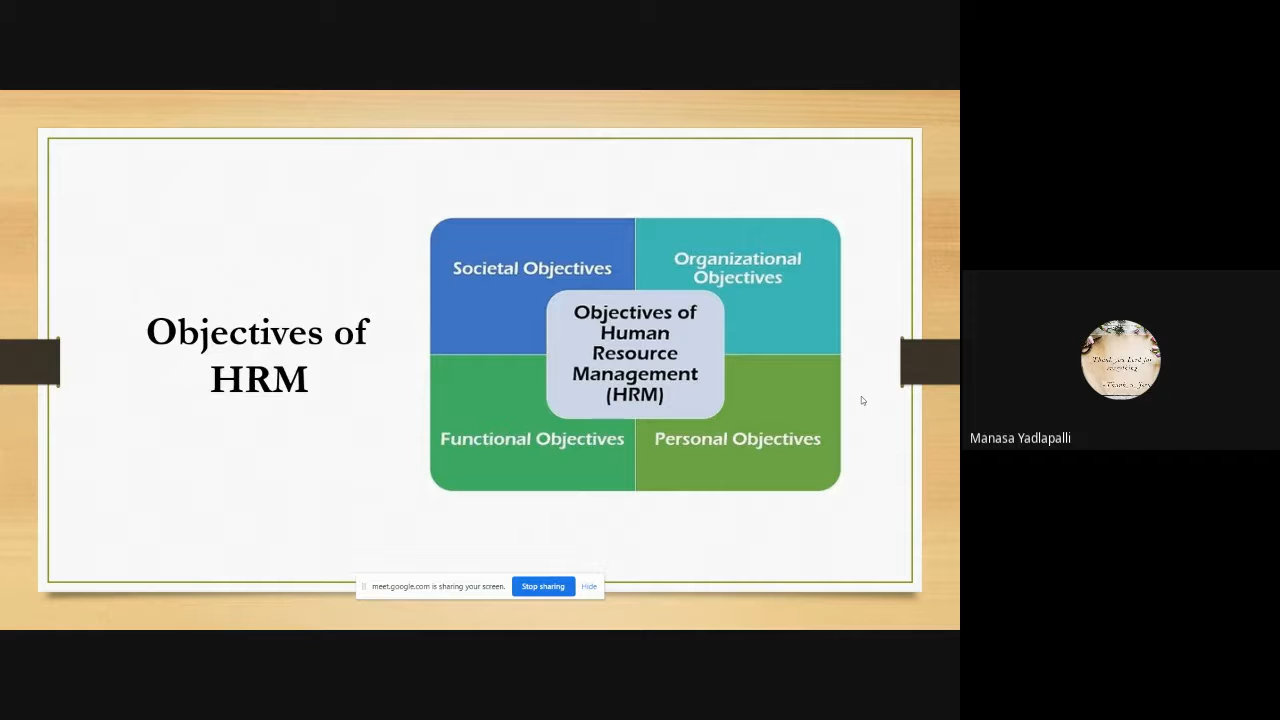 Objectives of
HRM
Societal Objectives
Organizational
Objectives
Objectives of
Human
Resource
Management
(HRM)
Functional Objectives
Personal Objectives
meet.google.com is sharing your screen.
Stop sharing
Hide
Manasa Yadlapalli